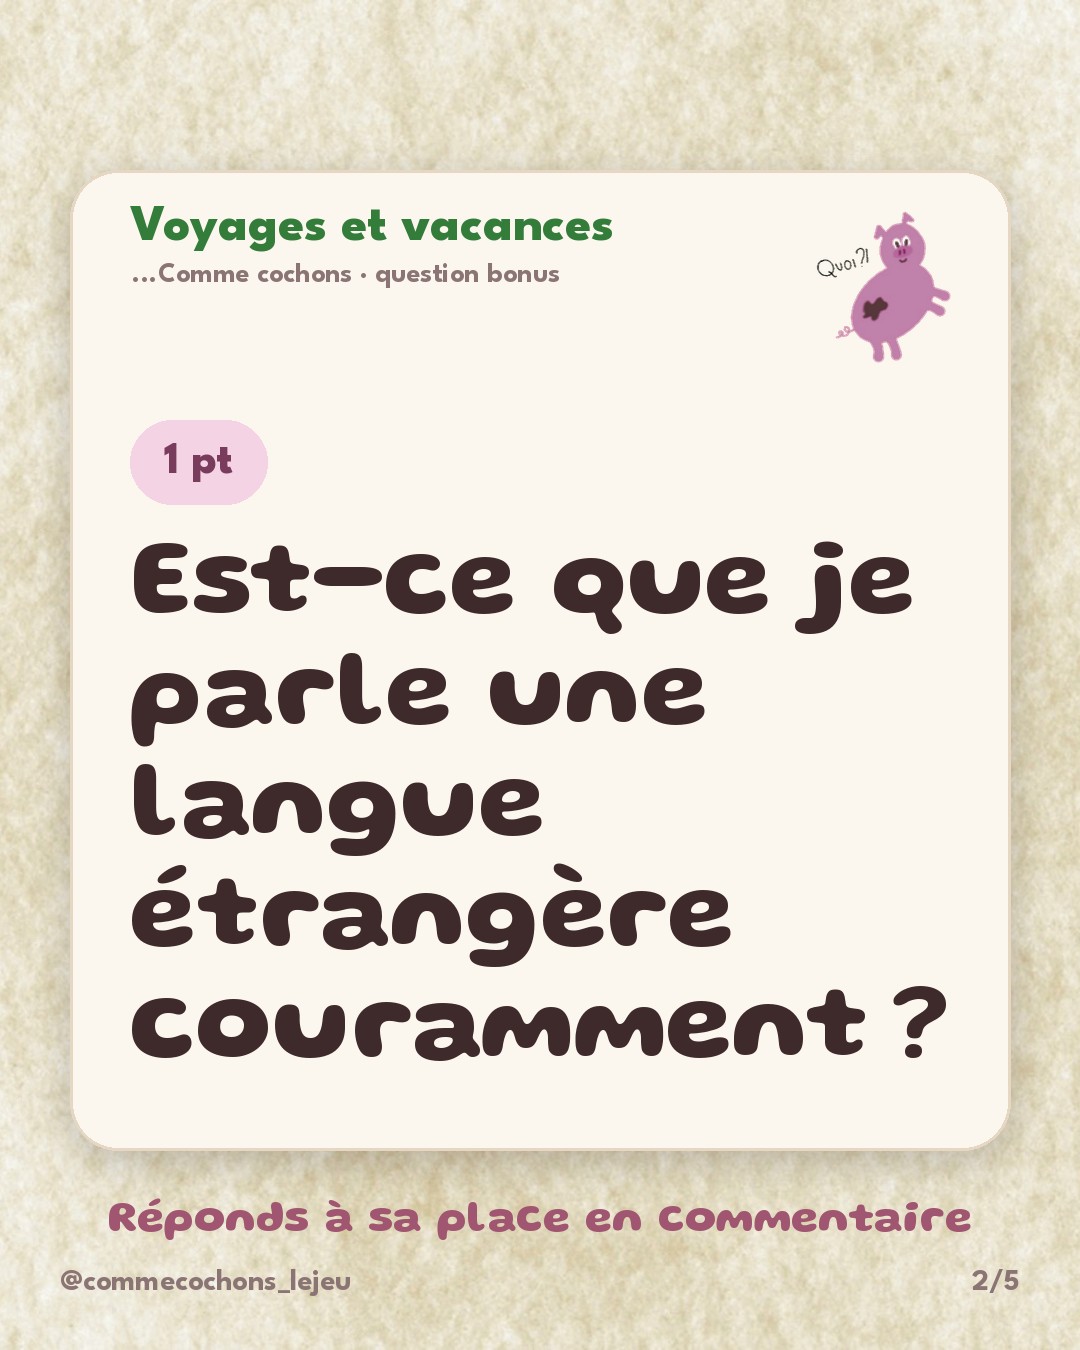 Voyages et vacances
...Comme cochons · question bonus
Quoi?!
1 pt
Est-ce que je
parle une
langue
étrangère
couramment ?
Réponds à sa place en commentaire
@commecochons_lejeu
2/5